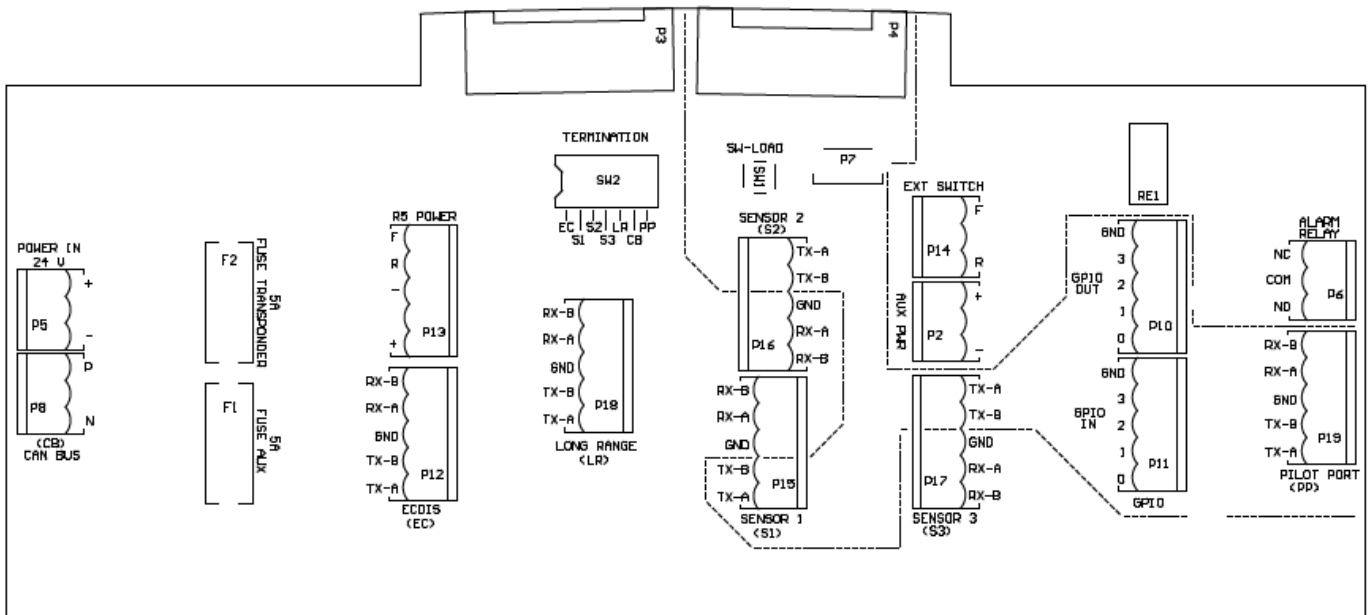 P3
P4
TERMINATION
SW2
EC S2 LR PP
S1 S3 CB
SW-LOAD
SW1
P7
RE1
POWER IN
24 V
+
P5
-
P
P8
N
(CB)
CAN BUS
F2
5A
FUSE TRANSPONDER
F1
5A
FUSE AUX
R5 POWER
F
R
-
P13
+
RX-B
RX-A
GND
TX-B
P12
TX-A
ECDIS
(EC)
RX-B
RX-A
GND
TX-B
P18
TX-A
LONG RANGE
(LR)
SENSOR 2
(S2)
TX-A
TX-B
GND
RX-A
P16
RX-B
RX-B
RX-A
GND
TX-B
P15
TX-A
SENSOR 1
(S1)
EXT SWITCH
F
P14
R
AUX PWR
+
P2
-
TX-A
TX-B
GND
RX-A
P17
RX-B
SENSOR 3
(S3)
GND
3
GPIO
OUT
2
1
P10
0
GND
3
GPIO
IN
2
1
P11
0
GPIO
ALARM
RELAY
NC
COM
P6
NO
RX-B
RX-A
GND
TX-B
P19
TX-A
PILOT PORT
(PP)